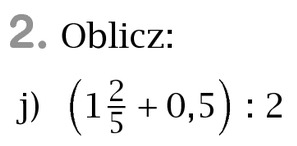 2. Oblicz:
j) (1 2/5 + 0,5) : 2